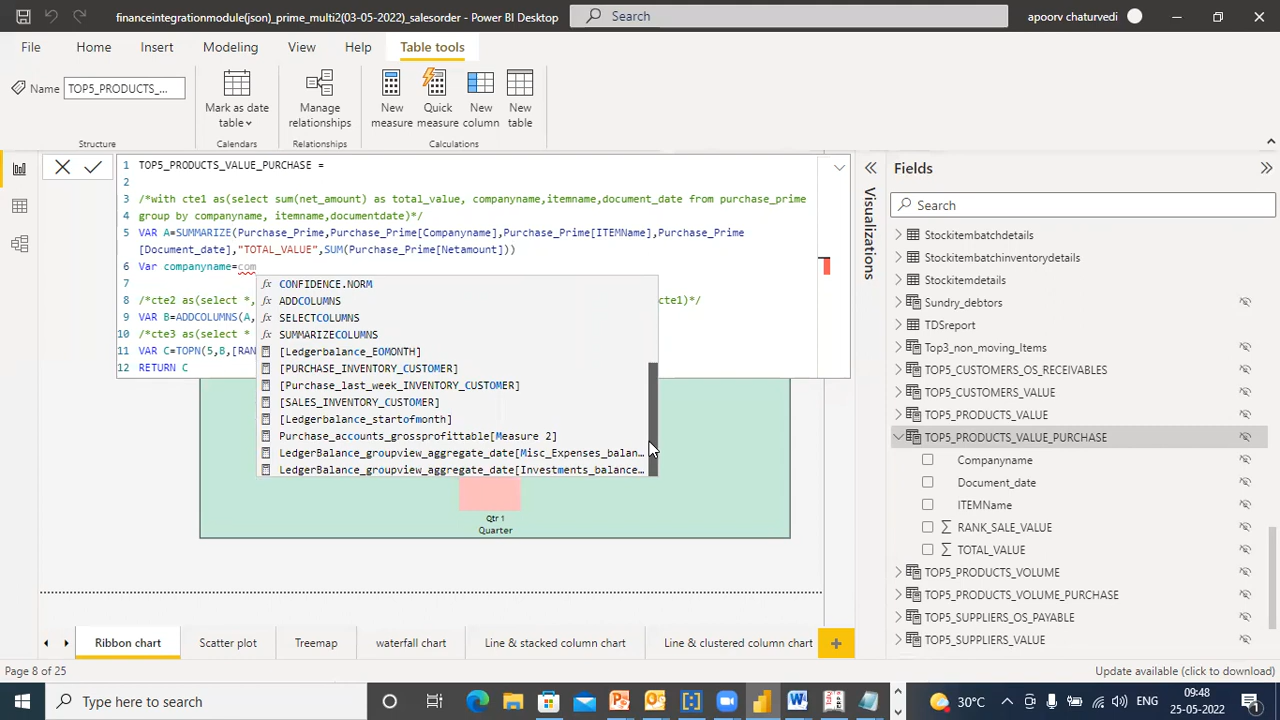 financeintegrationmodule(json)_prime_multi2(03-05-2022)_salesorder - Power BI Desktop
Search
apoorv chaturvedi
File
Home
Insert
Modeling
View
Help
Table tools
Name
TOP5_PRODUCTS_...
Mark as date
table
Manage
relationships
New
measure
Quick
measure
New
column
New
table
Structure
Calendars
Relationships
Calculations
1 TOP5_PRODUCTS_VALUE_PURCHASE =
2
3 /*with cte1 as(select sum(net_amount) as total_value, companyname,itemname,document_date from purchase_prime
4 group by companyname, itemname,documentdate)*/
5 VAR A=SUMMARIZE(Purchase_Prime,Purchase_Prime[Companyname],Purchase_Prime[ITEMName],Purchase_Prime
[Document_date],"TOTAL_VALUE",SUM(Purchase_Prime[Netamount]))
6 Var companyname=com
7
8 /*cte2 as(select *, cte1)*/
9 VAR B=ADDCOLUMNS(A,
10 /*cte3 as(select *
11 VAR C=TOPN(5,B,[RAN
12 RETURN C
CONFIDENCE.NORM
ADDCOLUMNS
SELECTCOLUMNS
SUMMARIZECOLUMNS
[Ledgerbalance_EOMONTH]
[PURCHASE_INVENTORY_CUSTOMER]
[Purchase_last_week_INVENTORY_CUSTOMER]
[SALES_INVENTORY_CUSTOMER]
[Ledgerbalance_startofmonth]
Purchase_accounts_grossprofittable[Measure 2]
LedgerBalance_groupview_aggregate_date[Misc_Expenses_balan...
LedgerBalance_groupview_aggregate_date[Investments_balance...
Qtr 1
Quarter
Visualizations
Fields
Search
Stockitembatchdetails
Stockitembatchinventorydetails
Stockitemdetails
Sundry_debtors
TDSreport
Top3_non_moving_Items
TOP5_CUSTOMERS_OS_RECEIVABLES
TOP5_CUSTOMERS_VALUE
TOP5_PRODUCTS_VALUE
TOP5_PRODUCTS_VALUE_PURCHASE
Companyname
Document_date
ITEMName
RANK_SALE_VALUE
TOTAL_VALUE
TOP5_PRODUCTS_VOLUME
TOP5_PRODUCTS_VOLUME_PURCHASE
TOP5_SUPPLIERS_OS_PAYABLE
TOP5_SUPPLIERS_VALUE
Ribbon chart
Scatter plot
Treemap
waterfall chart
Line & stacked column chart
Line & clustered column chart
Page 8 of 25
Update available (click to download)
Type here to search
30°C
ENG
09:48
25-05-2022